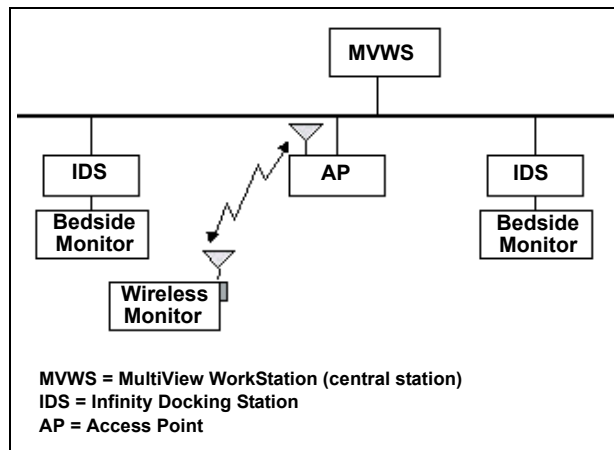 MVWS
IDS
AP
IDS
Bedside
Monitor
Bedside
Monitor
Wireless
Monitor
MVWS = MultiView WorkStation (central station)
IDS = Infinity Docking Station
AP = Access Point